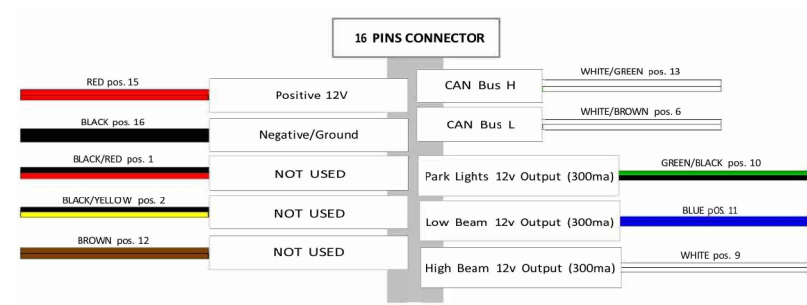 16 PINS CONNECTOR
RED pos. 15
Positive 12V
BLACK pos. 16
Negative/Ground
BLACK/RED pos. 1
NOT USED
BLACK/YELLOW pos. 2
NOT USED
BROWN pos. 12
NOT USED
CAN Bus H
WHITE/GREEN pos. 13
CAN Bus L
WHITE/BROWN pos. 6
Park Lights 12v Output (300ma)
GREEN/BLACK pos. 10
Low Beam 12v Output (300ma)
BLUE pos. 11
High Beam 12v Output (300ma)
WHITE pos. 9